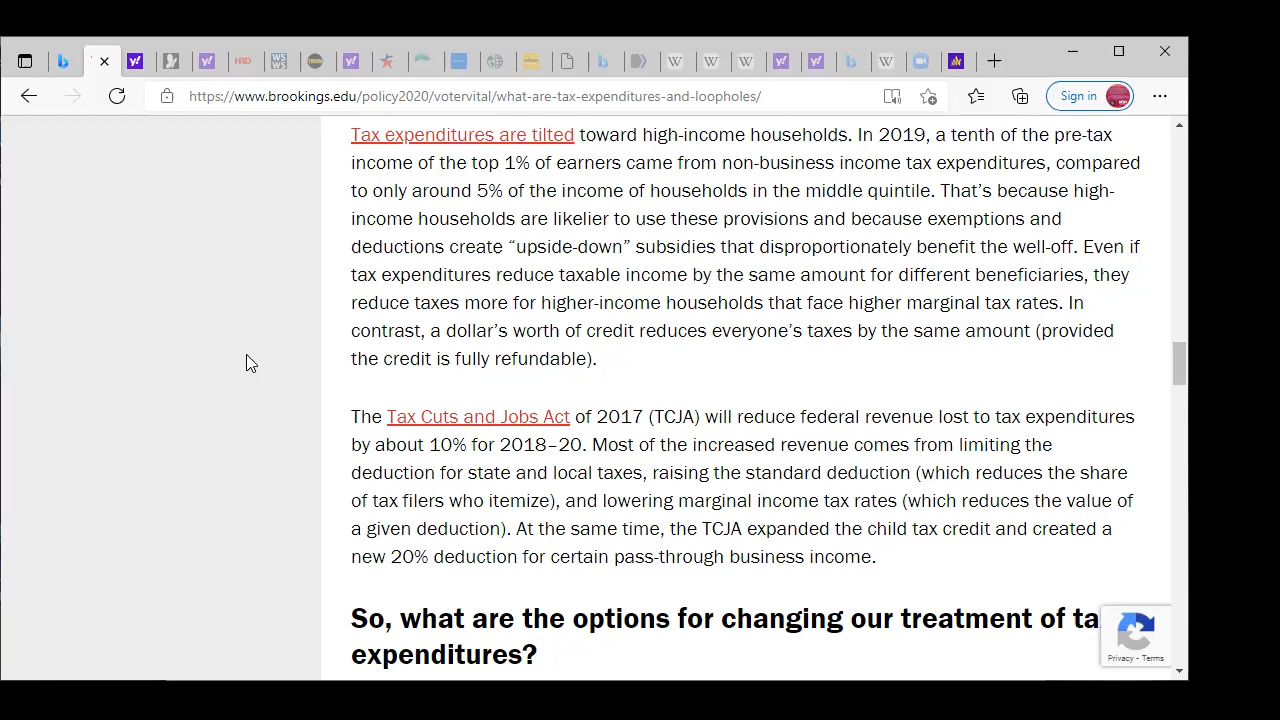 HRD
WS
WS
https://www.brookings.edu/policy2020/votervital/what-are-tax-expenditures-and-loopholes/
Sign in
Tax expenditures are tilted toward high-income households. In 2019, a tenth of the pre-tax
income of the top 1% of earners came from non-business income tax expenditures, compared
to only around 5% of the income of households in the middle quintile. That’s because high-
income households are likelier to use these provisions and because exemptions and
deductions create “upside-down” subsidies that disproportionately benefit the well-off. Even if
tax expenditures reduce taxable income by the same amount for different beneficiaries, they
reduce taxes more for higher-income households that face higher marginal tax rates. In
contrast, a dollar’s worth of credit reduces everyone’s taxes by the same amount (provided
the credit is fully refundable).
The Tax Cuts and Jobs Act of 2017 (TCJA) will reduce federal revenue lost to tax expenditures
by about 10% for 2018–20. Most of the increased revenue comes from limiting the
deduction for state and local taxes, raising the standard deduction (which reduces the share
of tax filers who itemize), and lowering marginal income tax rates (which reduces the value of
a given deduction). At the same time, the TCJA expanded the child tax credit and created a
new 20% deduction for certain pass-through business income.
So, what are the options for changing our treatment of ta
expenditures?
Privacy - Terms